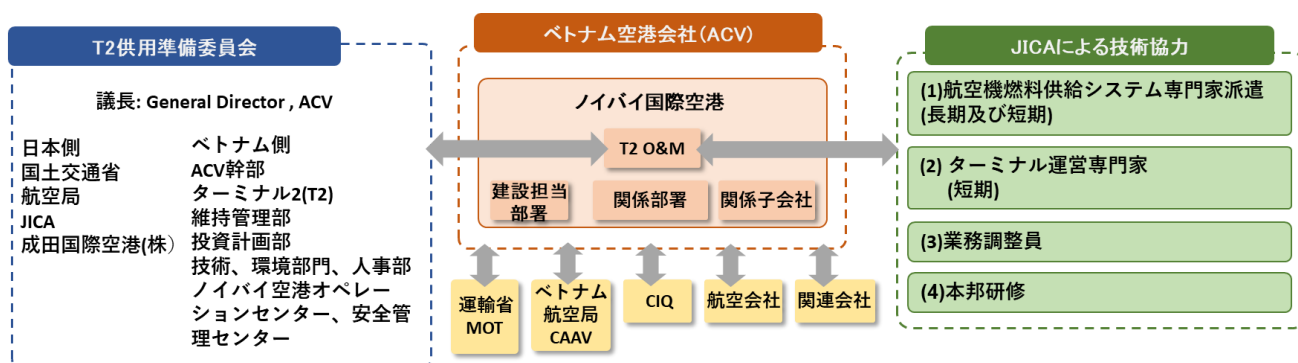 T2供用準備委員会
議長: General Director , ACV
日本側
国土交通省
航空局
JICA
成田国際空港(株）
ベトナム側
ACV幹部
ターミナル2(T2)
維持管理部
投資計画部
技術、環境部門、人事部
ノイバイ空港オペレー
ションセンター、安全管
理センター
ベトナム空港会社(ACV)
ノイバイ国際空港
T2 O&M
建設担当
部署
関係部署
関係子会社
運輸省
MOT
ベトナム
航空局
CAAV
CIQ
航空会社
関連会社
JICAによる技術協力
(1)航空機燃料供給システム専門家派遣
(長期及び短期)
(2) ターミナル運営専門家
(短期)
(3)業務調整員
(4)本邦研修